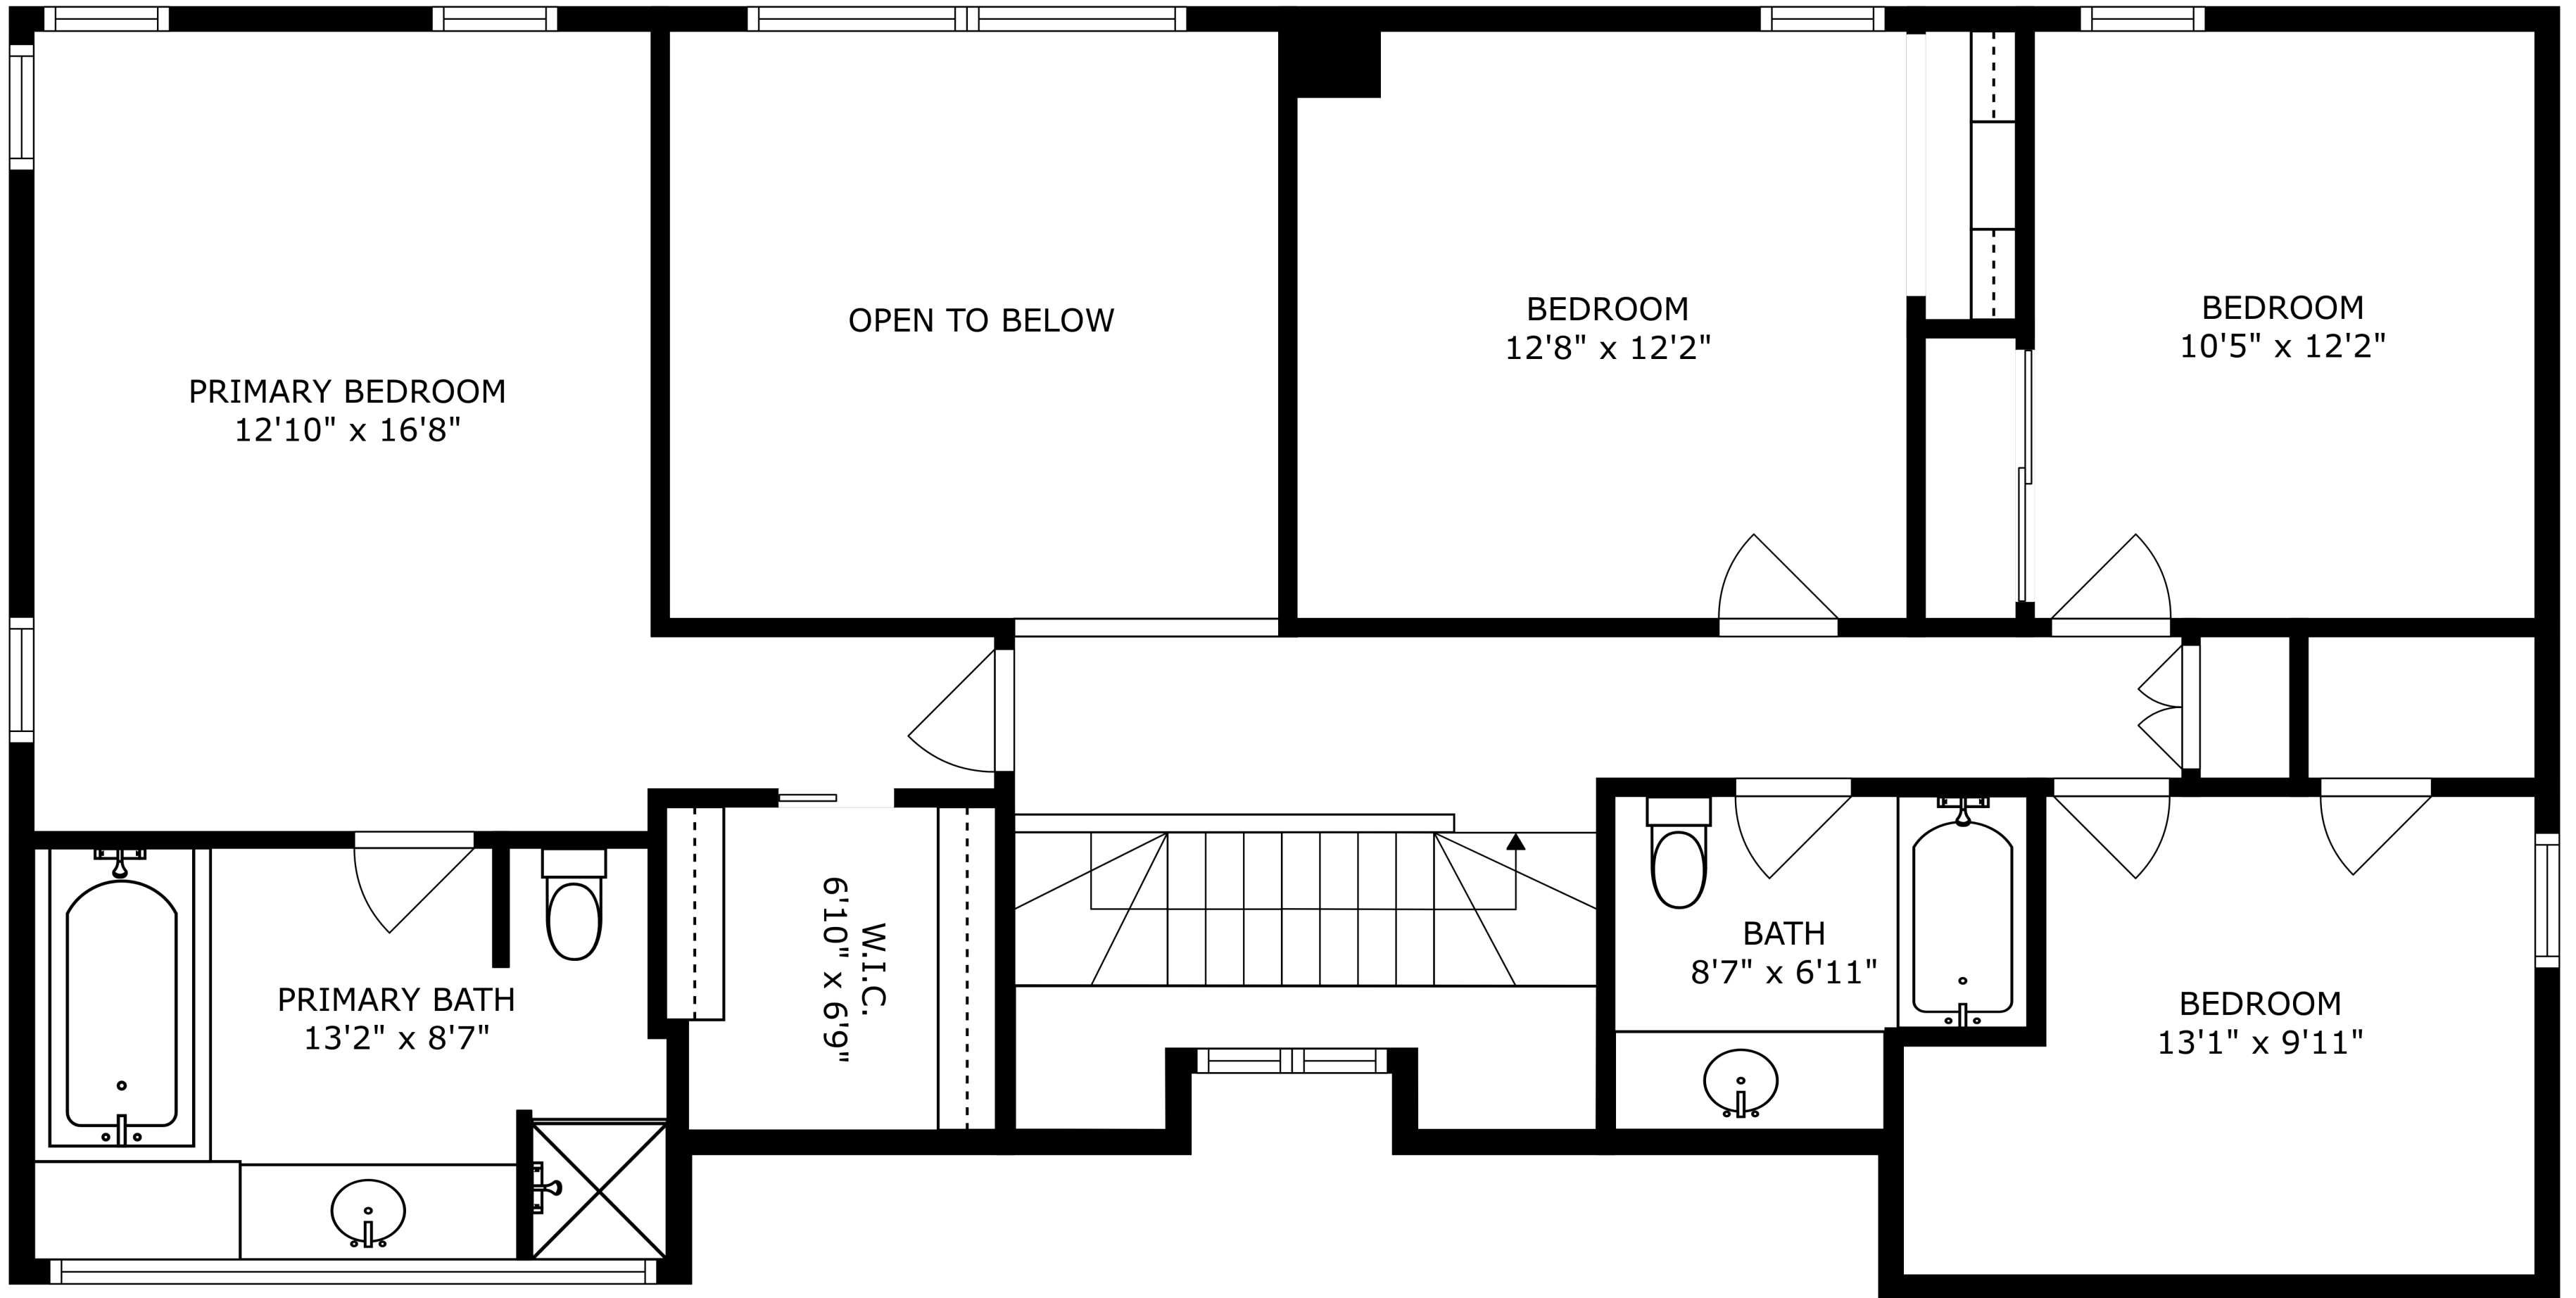 PRIMARY BEDROOM
12'10" x 16'8"
OPEN TO BELOW
BEDROOM
12'8" x 12'2"
BEDROOM
10'5" x 12'2"
PRIMARY BATH
13'2" x 8'7"
W.I.C.
6'10" x 6'9"
BATH
8'7" x 6'11"
BEDROOM
13'1" x 9'11"